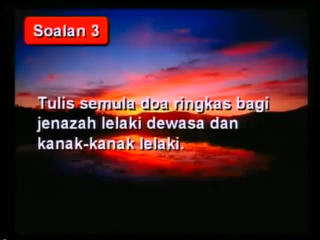 Soalan 3
Tulis semula doa ringkas bagi
jenazah lelaki dewasa dan
kanak-kanak lelaki.